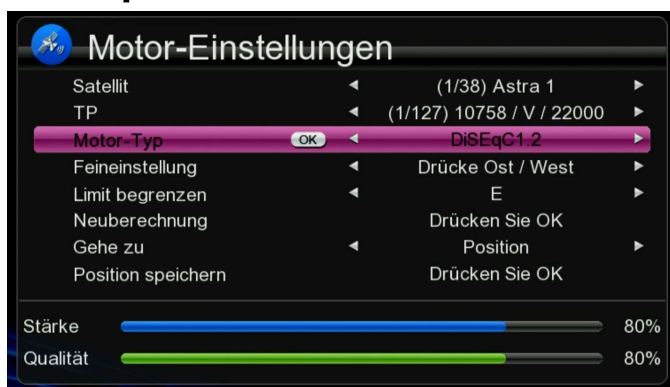 Motor-Einstellungen
Satellit (1/38) Astra 1
TP (1/127) 10758 / V / 22000
Motor-Typ OK DiSEqC1.2
Feineinstellung Drücke Ost / West
Limit begrenzen E
Neuberechnung Drücken Sie OK
Gehe zu Position
Position speichern Drücken Sie OK
Stärke 80%
Qualität 80%